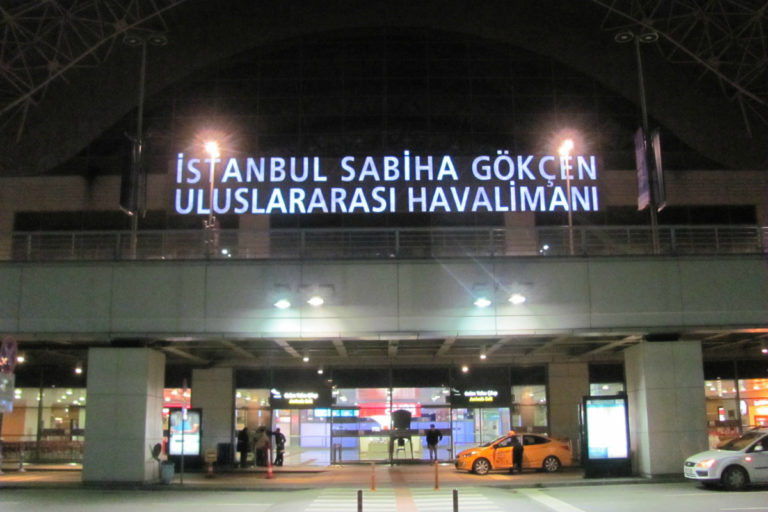 İSTANBUL SABİHA GÖKÇEN
ULUSLARARASI HAVALİMANI